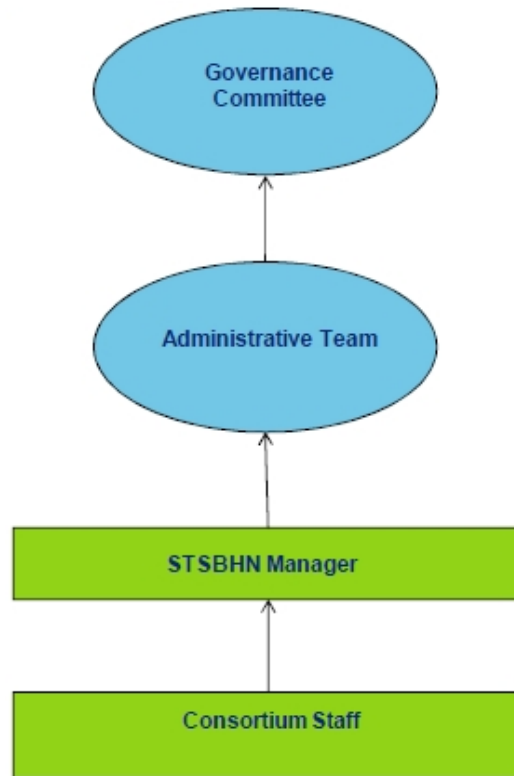 Governance
Committee
Administrative Team
STSBHN Manager
Consortium Staff